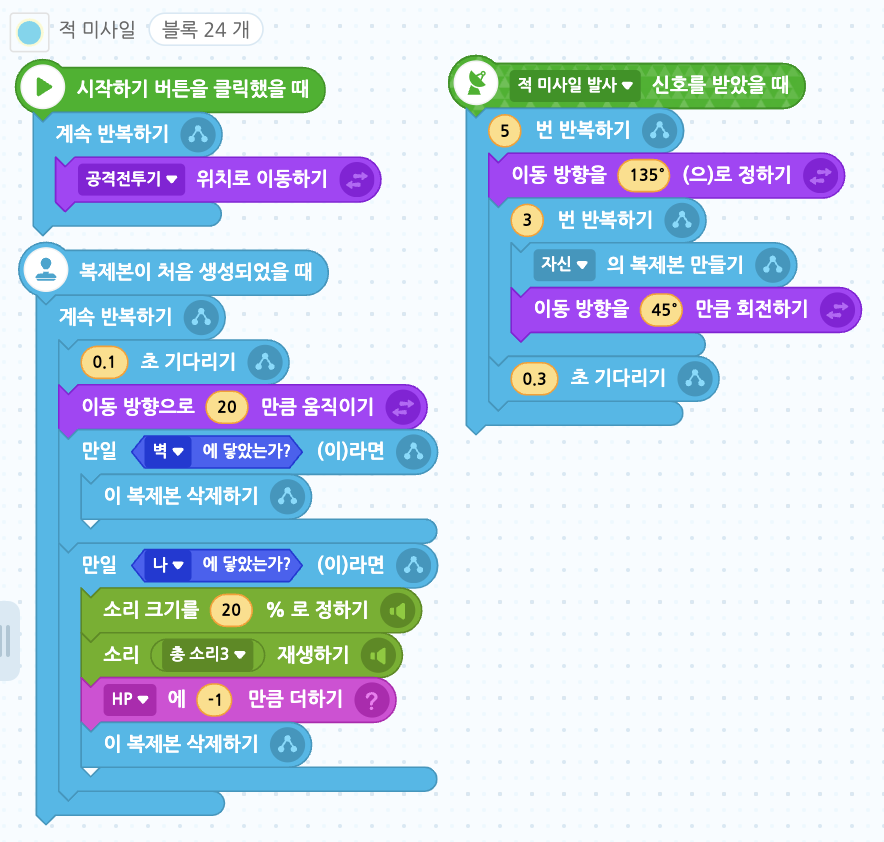 적 미사일 블록 24 개
시작하기 버튼을 클릭했을 때
계속 반복하기
공격전투기 위치로 이동하기
복제본이 처음 생성되었을 때
계속 반복하기
0.1 초 기다리기
이동 방향으로 20 만큼 움직이기
만일 벽 에 닿았는가? (이)라면
이 복제본 삭제하기
만일 나 에 닿았는가? (이)라면
소리 크기를 20 % 로 정하기
소리 총 소리3 재생하기
HP 에 -1 만큼 더하기
이 복제본 삭제하기
적 미사일 발사 신호를 받았을 때
5 번 반복하기
이동 방향을 135° (으)로 정하기
3 번 반복하기
자신 의 복제본 만들기
이동 방향을 45° 만큼 회전하기
0.3 초 기다리기